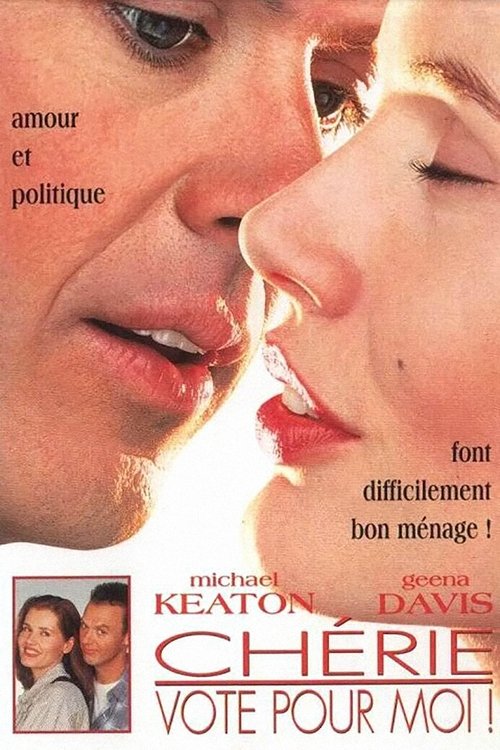 amour
et
politique
font
difficilement
bon ménage !
michael geena
KEATON DAVIS
CHÉRIE
VOTE POUR MOI !